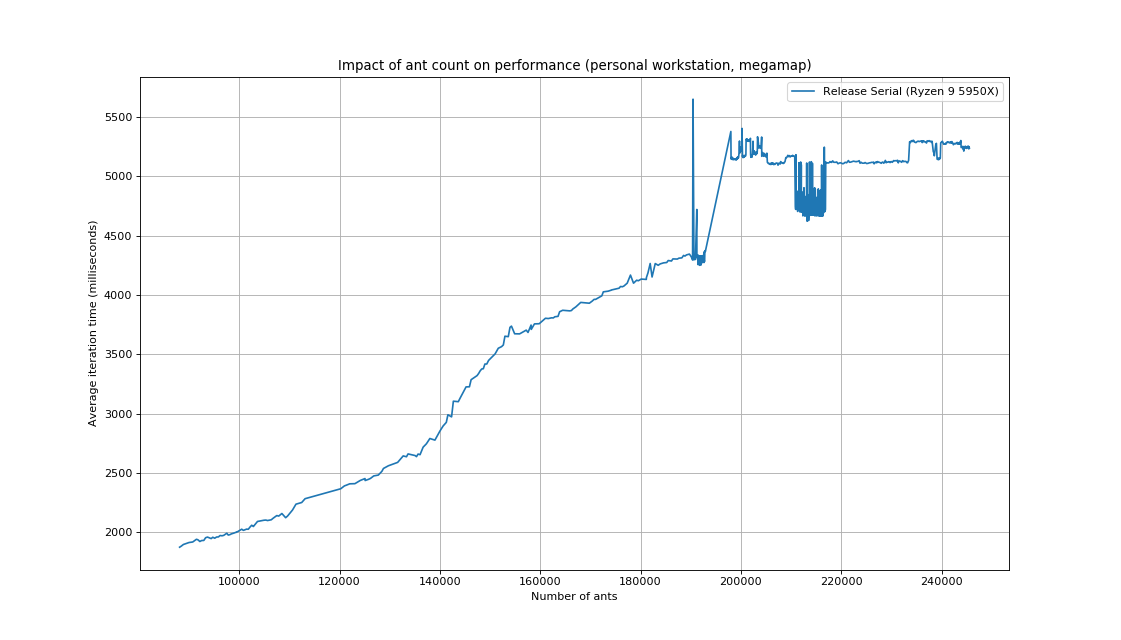 Impact of ant count on performance (personal workstation, megamap)
Release Serial (Ryzen 9 5950X)
5500
5000
4500
4000
3500
3000
2500
2000
Average iteration time (milliseconds)
100000 120000 140000 160000 180000 200000 220000 240000
Number of ants